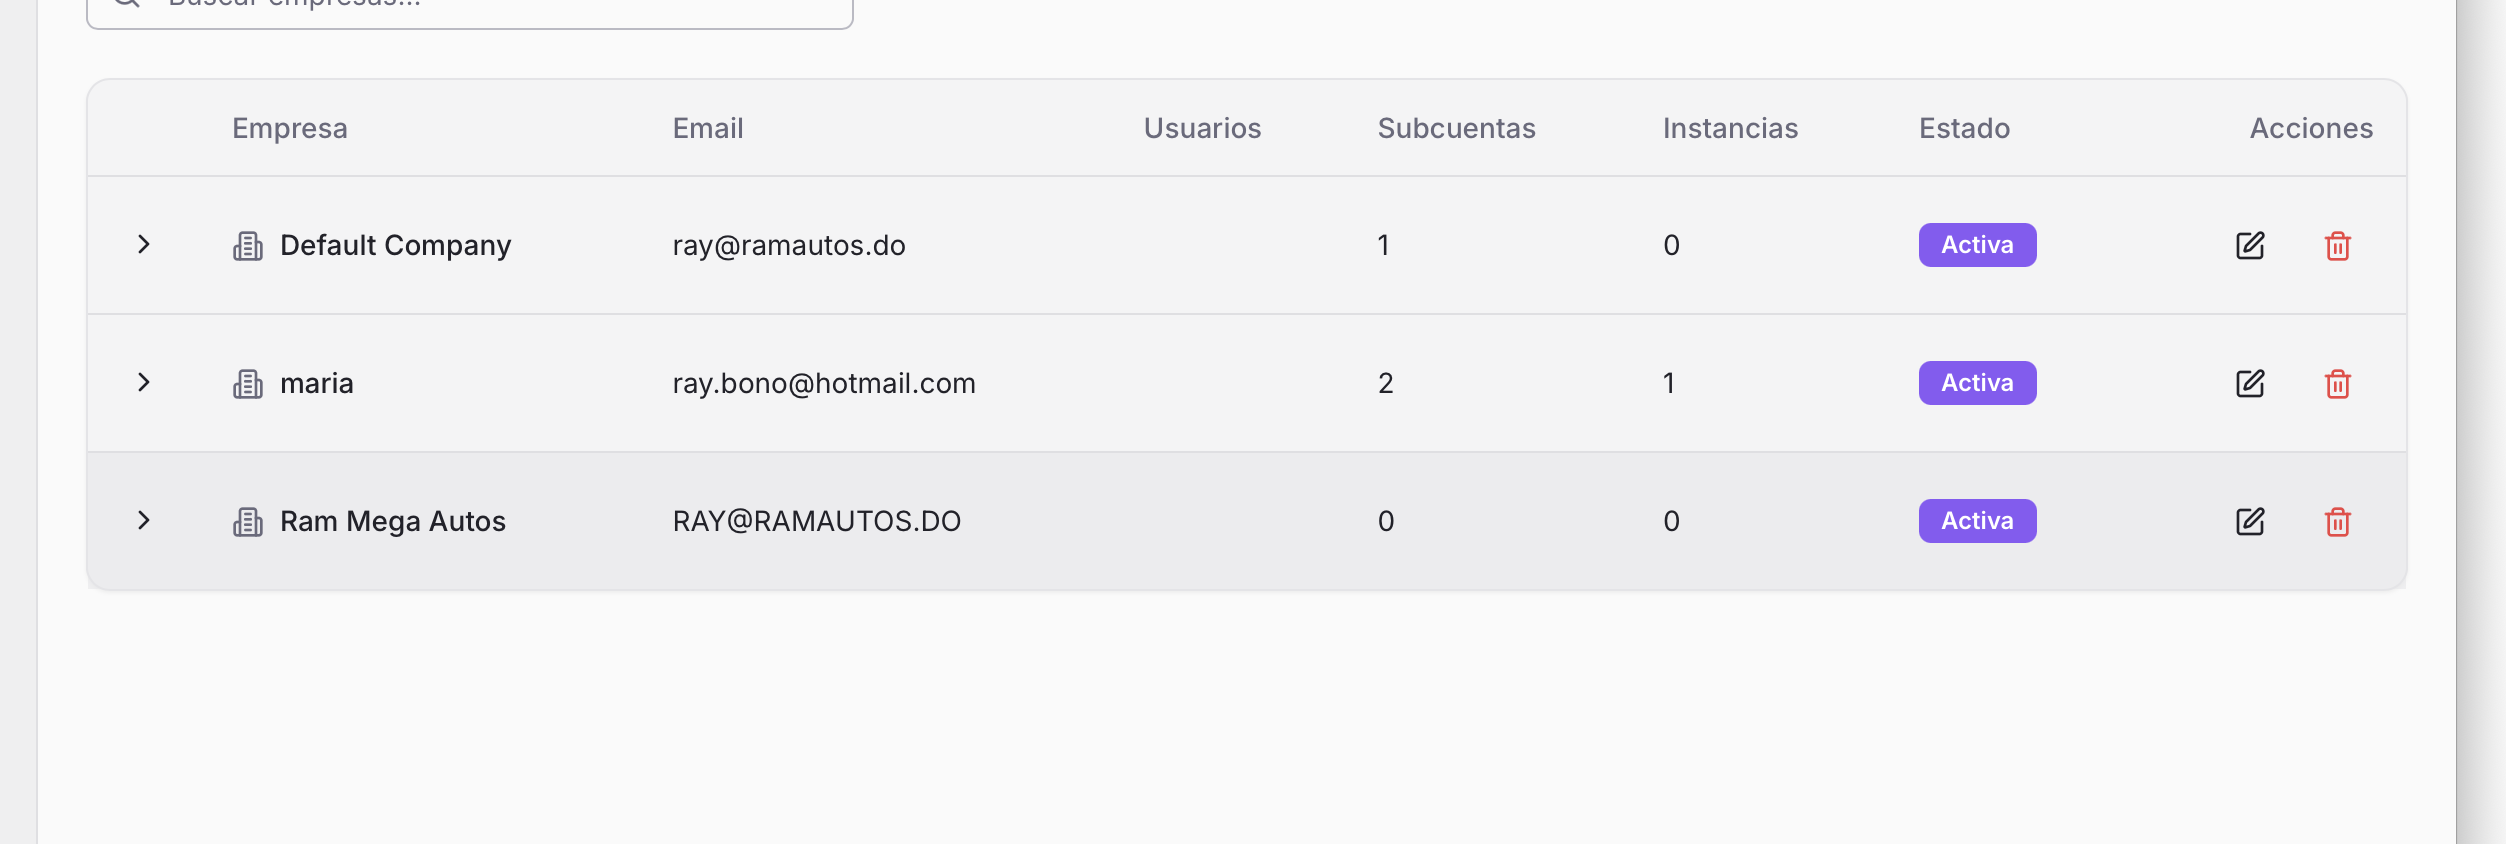 Buscar empresas...
Empresa Email Usuarios Subcuentas Instancias Estado Acciones
Default Company ray@ramautos.do 1 0 Activa
maria ray.bono@hotmail.com 2 1 Activa
Ram Mega Autos RAY@RAMAUTOS.DO 0 0 Activa